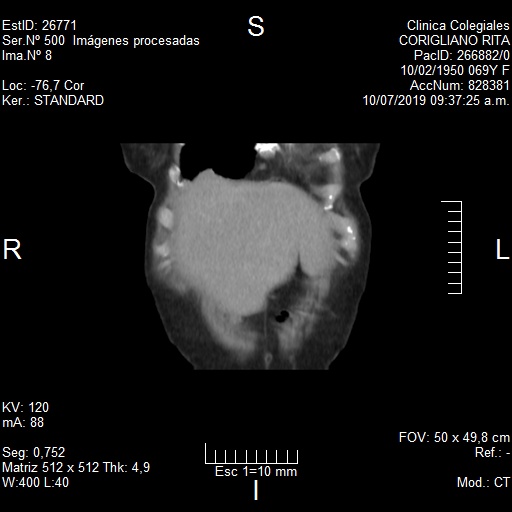 S
EstID: 26771
Ser.Nº 500  Imágenes procesadas
Ima.Nº 8
Loc: -76,7 Cor
Ker.: STANDARD
Clinica Colegiales
CORIGLIANO RITA
PacID: 266882/0
10/02/1950 069Y F
AccNum: 828381
10/07/2019 09:37:25 a.m.
R
L
KV: 120
mA: 88
Seg: 0,752
Matriz 512 x 512 Thk: 4,9
W:400 L:40
Esc 1=10 mm
I
FOV: 50 x 49,8 cm
Ref.: -
Mod.: CT